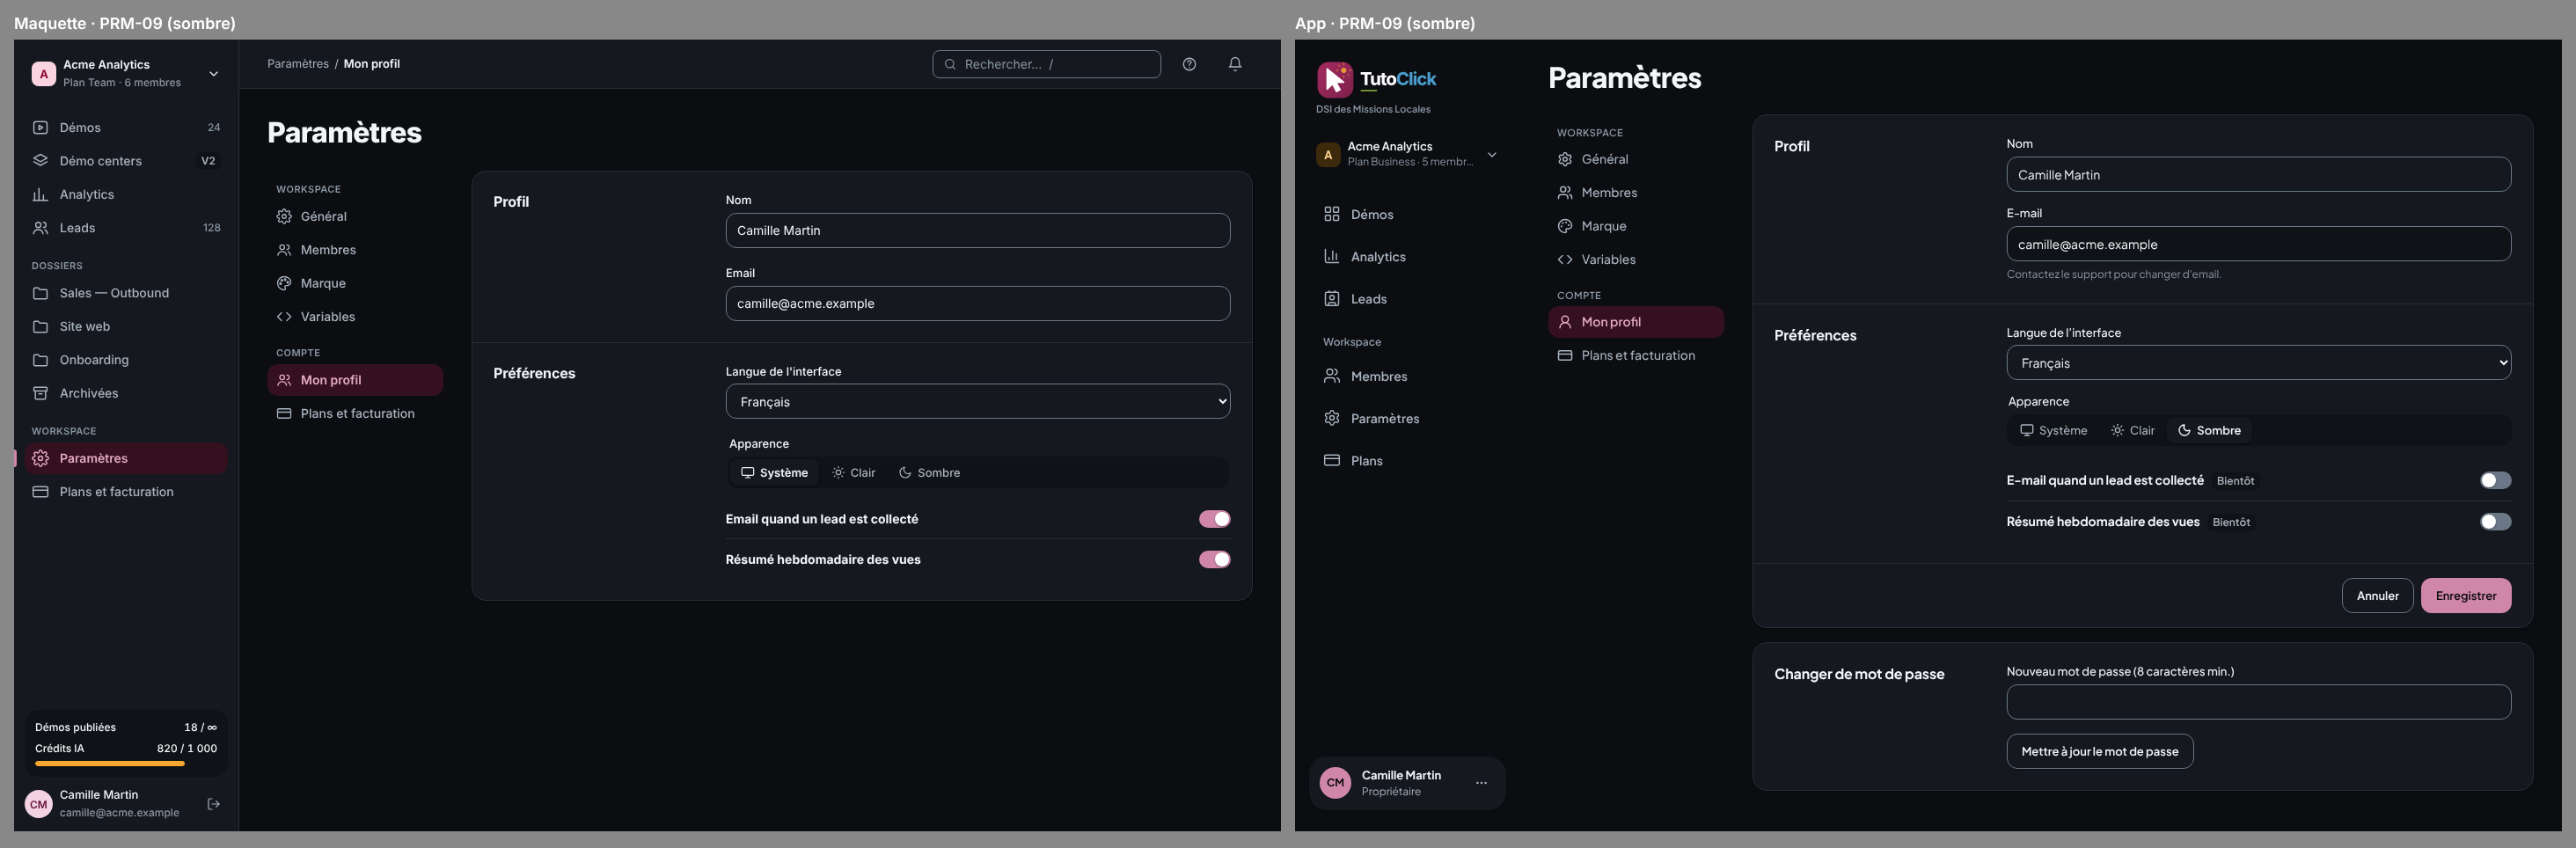 Maquette · PRM-09 (sombre)
A
Acme Analytics
Plan Team · 6 membres
Démos 24
Démo centers V2
Analytics
Leads 128
DOSSIERS
Sales — Outbound
Site web
Onboarding
Archivées
WORKSPACE
Paramètres
Plans et facturation
Démos publiées 18 / ∞
Crédits IA 820 / 1 000
CM
Camille Martin
camille@acme.example
Paramètres / Mon profil
Rechercher... /
Paramètres
WORKSPACE
Général
Membres
Marque
Variables
COMPTE
Mon profil
Plans et facturation
Profil
Nom
Camille Martin
Email
camille@acme.example
Préférences
Langue de l'interface
Français
Apparence
Système Clair Sombre
Email quand un lead est collecté
Résumé hebdomadaire des vues
App · PRM-09 (sombre)
TutoClick
DSI des Missions Locales
A
Acme Analytics
Plan Business · 5 membr...
Démos
Analytics
Leads
Workspace
Membres
Paramètres
Plans
CM
Camille Martin
Propriétaire
Paramètres
WORKSPACE
Général
Membres
Marque
Variables
COMPTE
Mon profil
Plans et facturation
Profil
Nom
Camille Martin
E-mail
camille@acme.example
Contactez le support pour changer d'email.
Préférences
Langue de l'interface
Français
Apparence
Système Clair Sombre
E-mail quand un lead est collecté Bientôt
Résumé hebdomadaire des vues Bientôt
Annuler Enregistrer
Changer de mot de passe
Nouveau mot de passe (8 caractères min.)
Mettre à jour le mot de passe